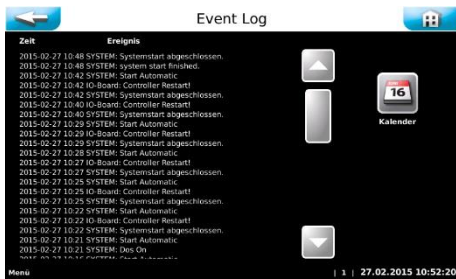 Event Log
Zeit Ereignis
2015-02-27 10:48 SYSTEM: Systemstart abgeschlossen.
2015-02-27 10:48 SYSTEM: system start finished.
2015-02-27 10:42 SYSTEM: Start Automatic
2015-02-27 10:42 IO-Board: Controller Restart!
2015-02-27 10:42 SYSTEM: Systemstart abgeschlossen.
2015-02-27 10:40 IO-Board: Controller Restart!
2015-02-27 10:40 SYSTEM: Systemstart abgeschlossen.
2015-02-27 10:29 SYSTEM: Start Automatic
2015-02-27 10:29 IO-Board: Controller Restart!
2015-02-27 10:29 SYSTEM: Systemstart abgeschlossen.
2015-02-27 10:28 SYSTEM: Start Automatic
2015-02-27 10:27 IO-Board: Controller Restart!
2015-02-27 10:27 SYSTEM: Systemstart abgeschlossen.
2015-02-27 10:25 SYSTEM: Start Automatic
2015-02-27 10:25 IO-Board: Controller Restart!
2015-02-27 10:25 SYSTEM: Systemstart abgeschlossen.
2015-02-27 10:22 SYSTEM: Start Automatic
2015-02-27 10:22 IO-Board: Controller Restart!
2015-02-27 10:22 SYSTEM: Systemstart abgeschlossen.
2015-02-27 10:21 SYSTEM: Start Automatic
2015-02-27 10:21 SYSTEM: Dos On
2015-02-27 10:16 SYSTEM: Start Automatic
16
Kalender
Menü | 1 | 27.02.2015 10:52:20